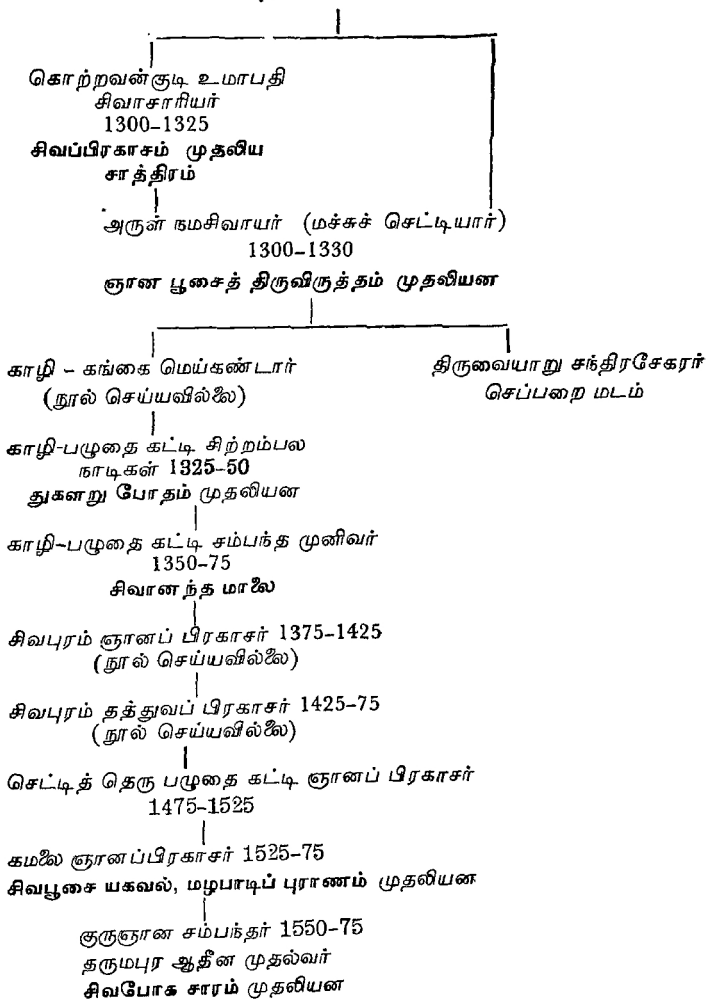 கொற்றவன்குடி உமாபதி
சிவாசாரியர்
1300–1325
சிவப்பிரகாசம் முதலிய
சாத்திரம்
அருள் நமசிவாயர் (மச்சுச் செட்டியார்)
1300-1330
ஞான பூசைத் திருவிருத்தம் முதலியன
காழி – கங்கை மெய்கண்டார்
(நூல் செய்யவில்லை)
திருவையாறு சந்திரசேகரர்
செப்பறை மடம்
காழி-பழுதை கட்டி சிற்றம்பல
நாடிகள் 1325–50
துகளறு போதம் முதலியன
காழி–பழுதை கட்டி சம்பந்த முனிவர்
1350-75
சிவானந்த மாலை
சிவபுரம் ஞானப் பிரகாசர் 1375-1425
(நூல் செய்யவில்லை)
சிவபுரம் தத்துவப் பிரகாசர் 1425-75
(நூல் செய்யவில்லை)
செட்டித் தெரு பழுதை கட்டி ஞானப் பிரகாசர்
1475-1525
கமலை ஞானப்பிரகாசர் 1525-75
சிவபூசை யகவல், மழபாடிப் புராணம் முதலியன
குருஞான சம்பந்தர் 1550-75
தருமபுர ஆதீன முதல்வர்
சிவபோக சாரம் முதலியன